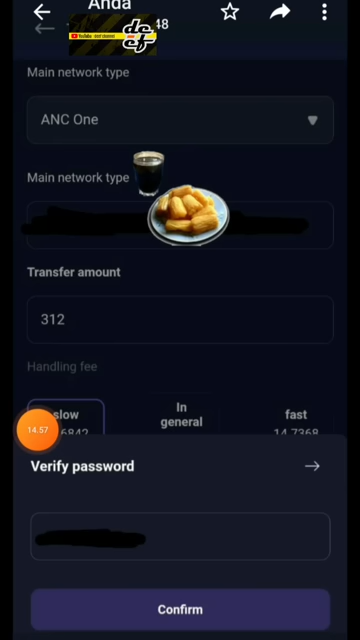 Anda
48
Main network type
ANC One
Main network type
Transfer amount
312
Handling fee
slow
In
general
fast
14.7368
14.57
Verify password
Confirm